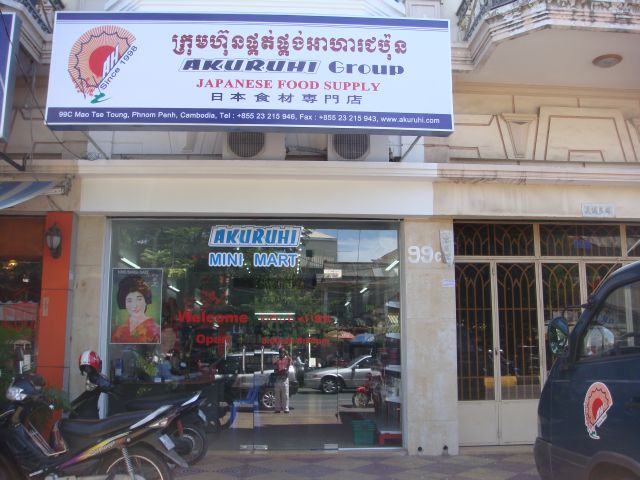 ក្រុមហ៊ុនផ្គត់ផ្គង់អាហារជប៉ុន
AKURUHI Group
Since 1998
JAPANESE FOOD SUPPLY
日本食材専門店
99C Mao Tse Toung, Phnom Penh, Cambodia, Tel : +855 23 215 946, Fax : +855 23 215 943, www.akuruhi.com
AKURUHI
MINI MART
99c
Welcome
Open